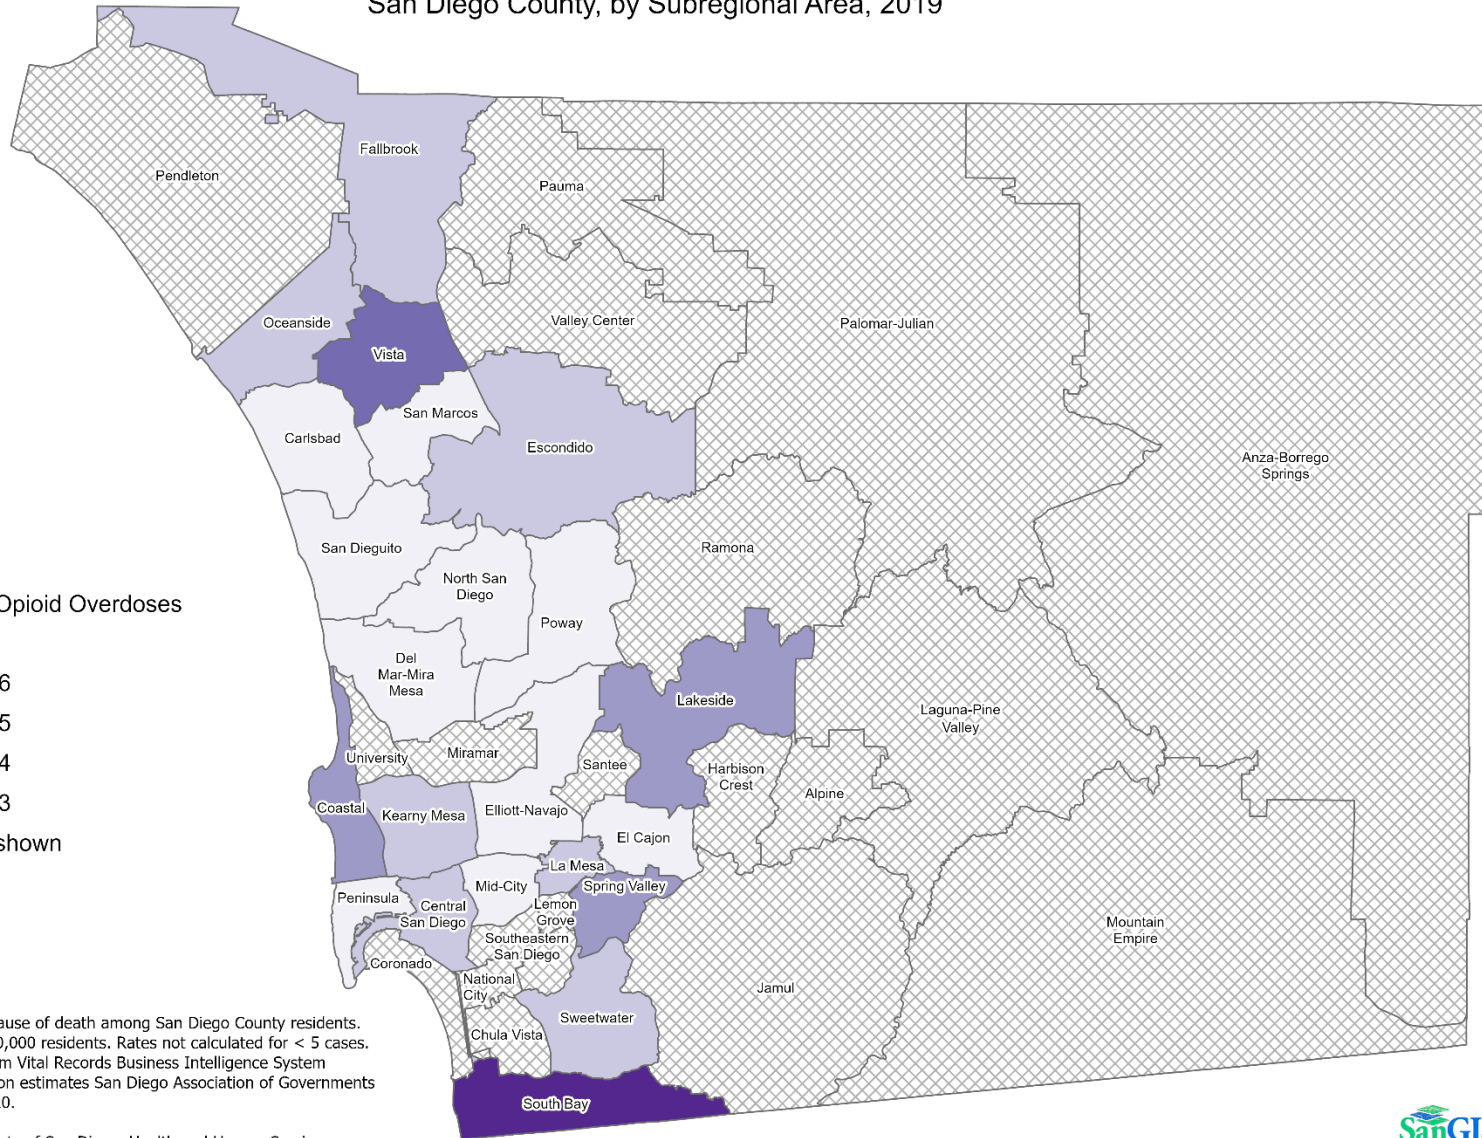 San Diego County, by Subregional Area, 2019
Fallbrook
Pendleton
Pauma
Oceanside
Valley Center
Palomar-Julian
Vista
San Marcos
Carlsbad
Escondido
Anza-Borrego
Springs
San Dieguito
Ramona
North San
Diego
Opioid Overdoses
Poway
Del
Mar-Mira
Mesa
6
Lakeside
5
Laguna-Pine
Valley
University
Miramar
4
Santee
Harbison
Crest
Alpine
3
Coastal
Kearny Mesa
Elliott-Navajo
shown
El Cajon
La Mesa
Mid-City
Spring Valley
Peninsula
Central
San Diego
Lemon
Grove
Southeastern
San Diego
Mountain
Empire
Coronado
National
City
Jamul
Sweetwater
Chula Vista
South Bay
ause of death among San Diego County residents.
0,000 residents. Rates not calculated for < 5 cases.
m Vital Records Business Intelligence System
on estimates San Diego Association of Governments
0.
SanGI